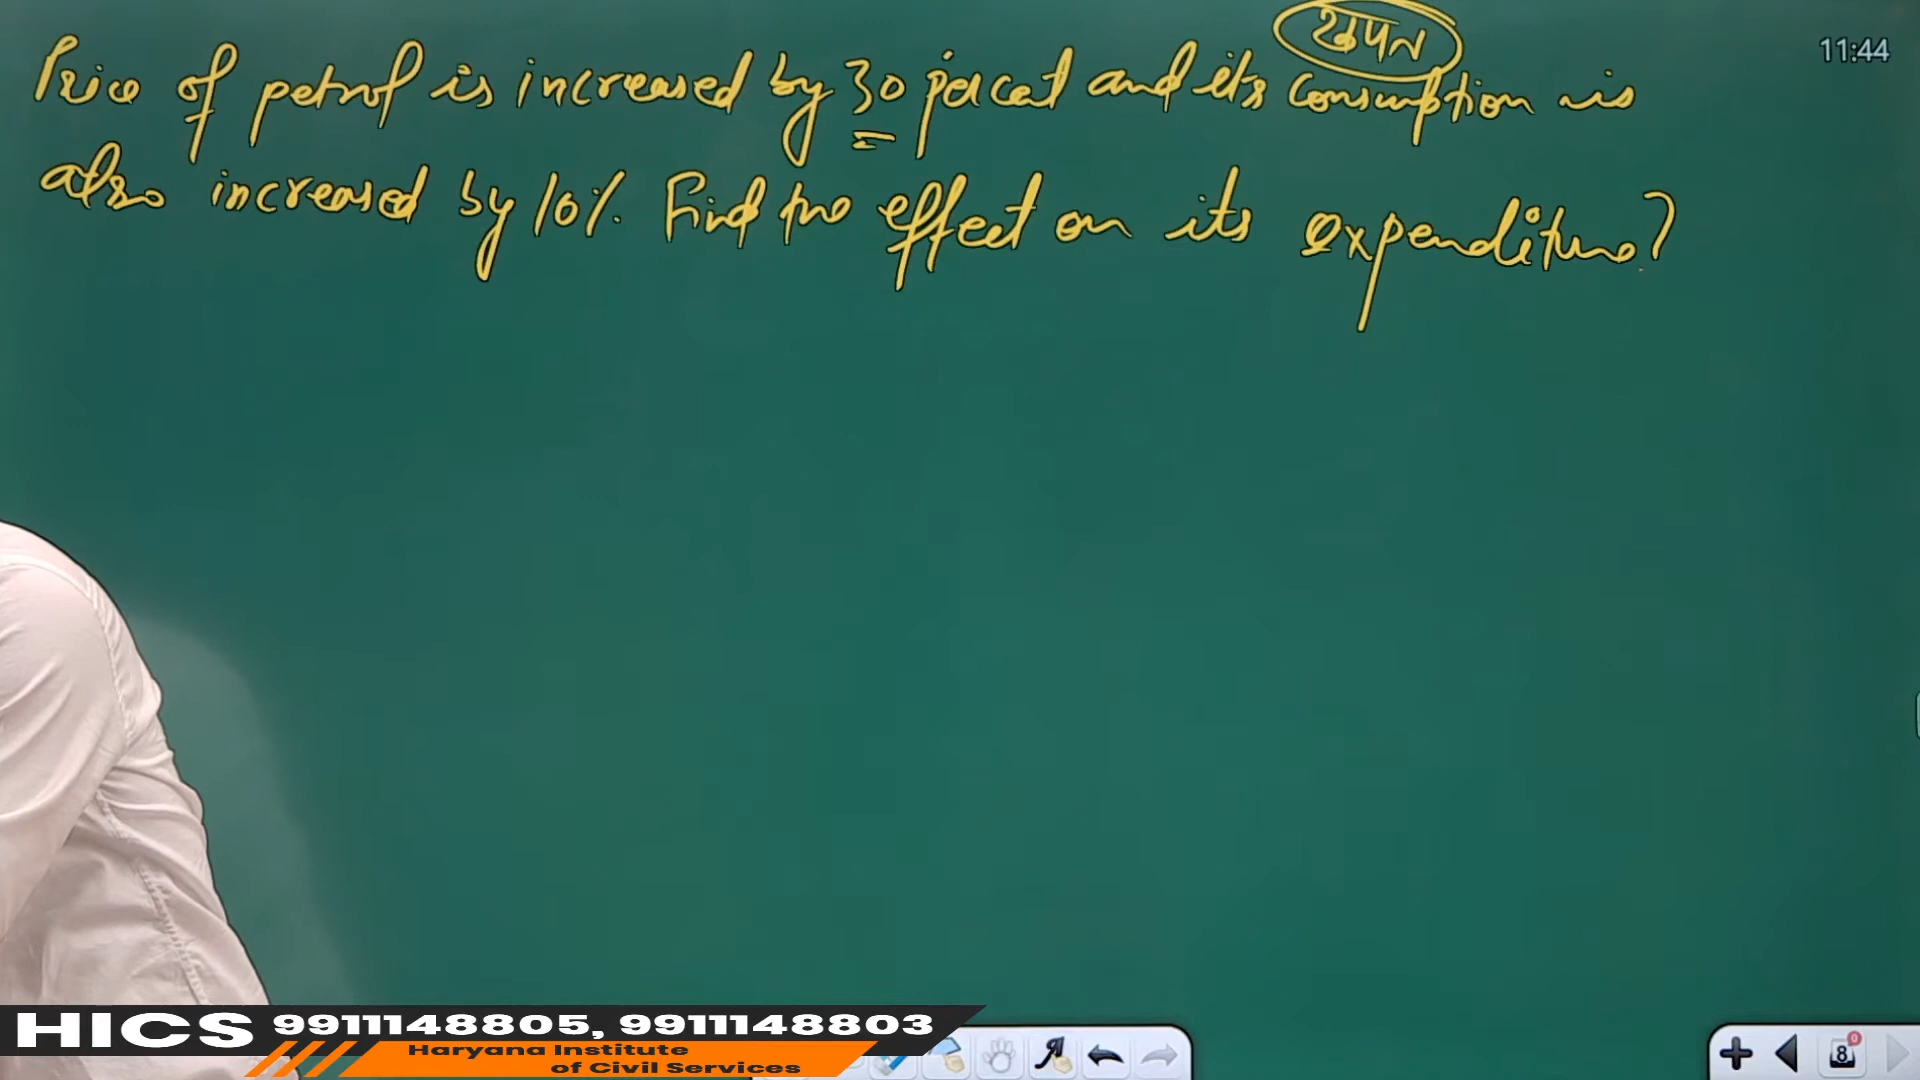 खपत
11:44
Price of petrol is increased by 30 percent and its consumption is
also increased by 10%. Find the effect on its expenditure?
HICS 9911148805, 9911148803
Haryana Institute
of Civil Services
8
0